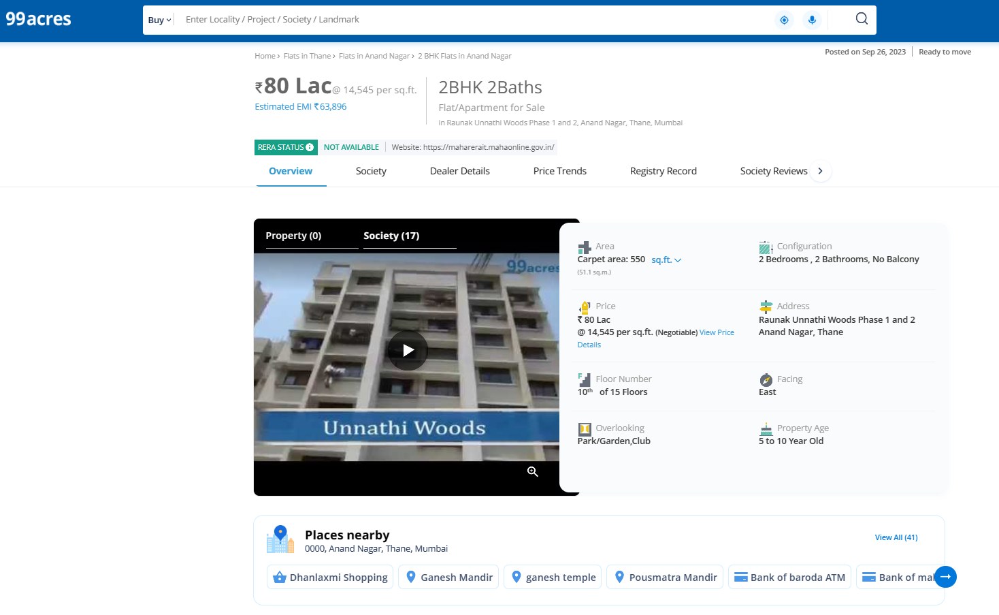 99acres
Buy
Enter Locality / Project / Society / Landmark
Home › Flats in Thane › Flats in Anand Nagar › 2 BHK Flats in Anand Nagar
Posted on Sep 26, 2023
Ready to move
₹80 Lac@ 14,545 per sq.ft.
Estimated EMI ₹63,896
2BHK 2Baths
Flat/Apartment for Sale
in Raunak Unnathi Woods Phase 1 and 2, Anand Nagar, Thane, Mumbai
RERA STATUS
NOT AVAILABLE
Website: https://maharerait.mahaonline.gov.in/
Overview
Society
Dealer Details
Price Trends
Registry Record
Society Reviews
Property (0)
Society (17)
99acres
Unnathi Woods
Area
Carpet area: 550 sq.ft.
(51.1 sq.m.)
Configuration
2 Bedrooms , 2 Bathrooms, No Balcony
Price
₹ 80 Lac
@ 14,545 per sq.ft. (Negotiable) View Price
Details
Address
Raunak Unnathi Woods Phase 1 and 2
Anand Nagar, Thane
Floor Number
10th of 15 Floors
Facing
East
Overlooking
Park/Garden,Club
Property Age
5 to 10 Year Old
Places nearby
0000, Anand Nagar, Thane, Mumbai
View All (41)
Dhanlaxmi Shopping
Ganesh Mandir
ganesh temple
Pousmatra Mandir
Bank of baroda ATM
Bank of